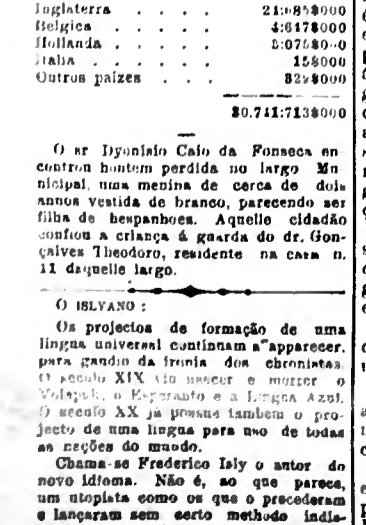 Inglaterra . . . . 21:685$000
Belgica . . . . . 4:617$000
Hollanda . . . . 5:075$000
Italia . . . . . 15$000
Outros paizes . . . 329$000
80.741:713$000
O sr Dyonisio Caio da Fonseca en
controu hontem perdida no largo Mu
nicipal, uma menina de cerca de dois
annos vestida de branco, parecendo ser
filha de hespanhoes. Aquelle cidadão
confiou a criança á guarda do dr. Gon-
çalves Theodoro, residente na casa n.
11 daquelle largo.
O ISLYANO :
Os projectos de formação de uma
lingua universal continuam a apparecer,
para gaudio da ironia dos chronistas.
O seculo XIX viu nascer e morrer o
Volapuk, o Esperanto e a Lingua Azul.
O seculo XX já possue tambem o pro-
jecto de uma lingua para uso de todas
as nações do mundo.
Chama-se Frederico Isly o autor do
novo idioma. Não é, ao que parece,
um utopista como os que o precederam
e lançaram sem certo methodo indis-